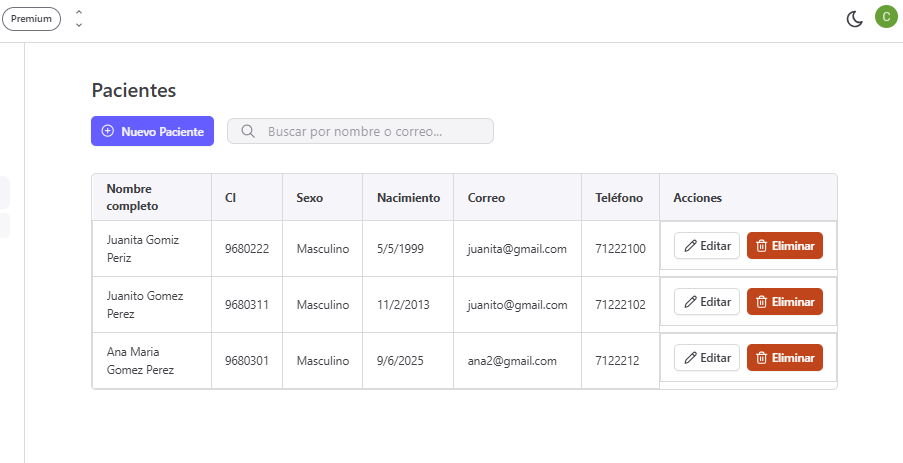 Premium
C
Pacientes
Nuevo Paciente
Buscar por nombre o correo...
Nombre completo CI Sexo Nacimiento Correo Teléfono Acciones
Juanita Gomiz Periz 9680222 Masculino 5/5/1999 juanita@gmail.com 71222100 Editar Eliminar
Juanito Gomez Perez 9680311 Masculino 11/2/2013 juanito@gmail.com 71222102 Editar Eliminar
Ana Maria Gomez Perez 9680301 Masculino 9/6/2025 ana2@gmail.com 7122212 Editar Eliminar